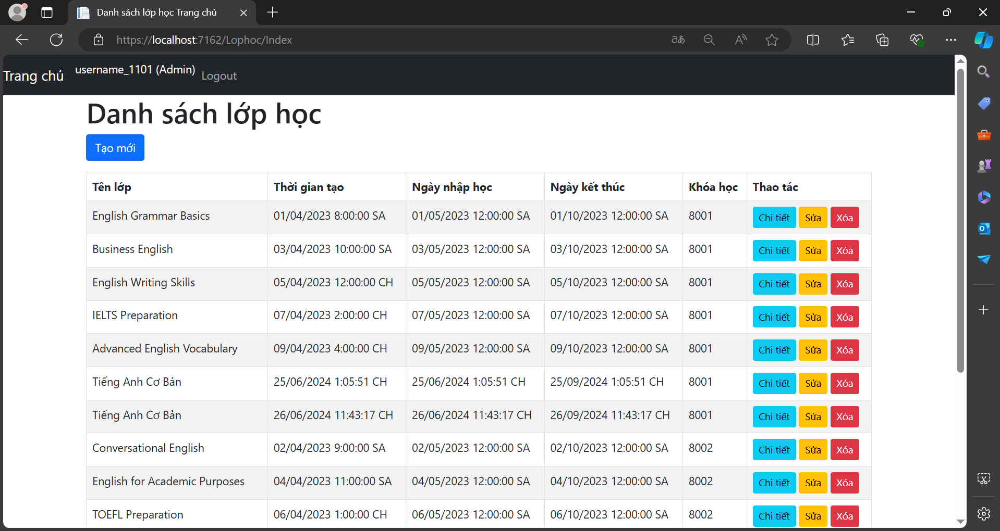 Danh sách lớp học Trang chủ
https://localhost:7162/Lophoc/Index
Trang chủ username_1101 (Admin) Logout
Danh sách lớp học
Tạo mới
Tên lớp Thời gian tạo Ngày nhập học Ngày kết thúc Khóa học Thao tác
English Grammar Basics 01/04/2023 8:00:00 SA 01/05/2023 12:00:00 SA 01/10/2023 12:00:00 SA 8001 Chi tiết Sửa Xóa
Business English 03/04/2023 10:00:00 SA 03/05/2023 12:00:00 SA 03/10/2023 12:00:00 SA 8001 Chi tiết Sửa Xóa
English Writing Skills 05/04/2023 12:00:00 CH 05/05/2023 12:00:00 SA 05/10/2023 12:00:00 SA 8001 Chi tiết Sửa Xóa
IELTS Preparation 07/04/2023 2:00:00 CH 07/05/2023 12:00:00 SA 07/10/2023 12:00:00 SA 8001 Chi tiết Sửa Xóa
Advanced English Vocabulary 09/04/2023 4:00:00 CH 09/05/2023 12:00:00 SA 09/10/2023 12:00:00 SA 8001 Chi tiết Sửa Xóa
Tiếng Anh Cơ Bản 25/06/2024 1:05:51 CH 25/06/2024 1:05:51 CH 25/09/2024 1:05:51 CH 8001 Chi tiết Sửa Xóa
Tiếng Anh Cơ Bản 26/06/2024 11:43:17 CH 26/06/2024 11:43:17 CH 26/09/2024 11:43:17 CH 8001 Chi tiết Sửa Xóa
Conversational English 02/04/2023 9:00:00 SA 02/05/2023 12:00:00 SA 02/10/2023 12:00:00 SA 8002 Chi tiết Sửa Xóa
English for Academic Purposes 04/04/2023 11:00:00 SA 04/05/2023 12:00:00 SA 04/10/2023 12:00:00 SA 8002 Chi tiết Sửa Xóa
TOEFL Preparation 06/04/2023 1:00:00 CH 06/05/2023 12:00:00 SA 06/10/2023 12:00:00 SA 8002 Chi tiết Sửa Xóa